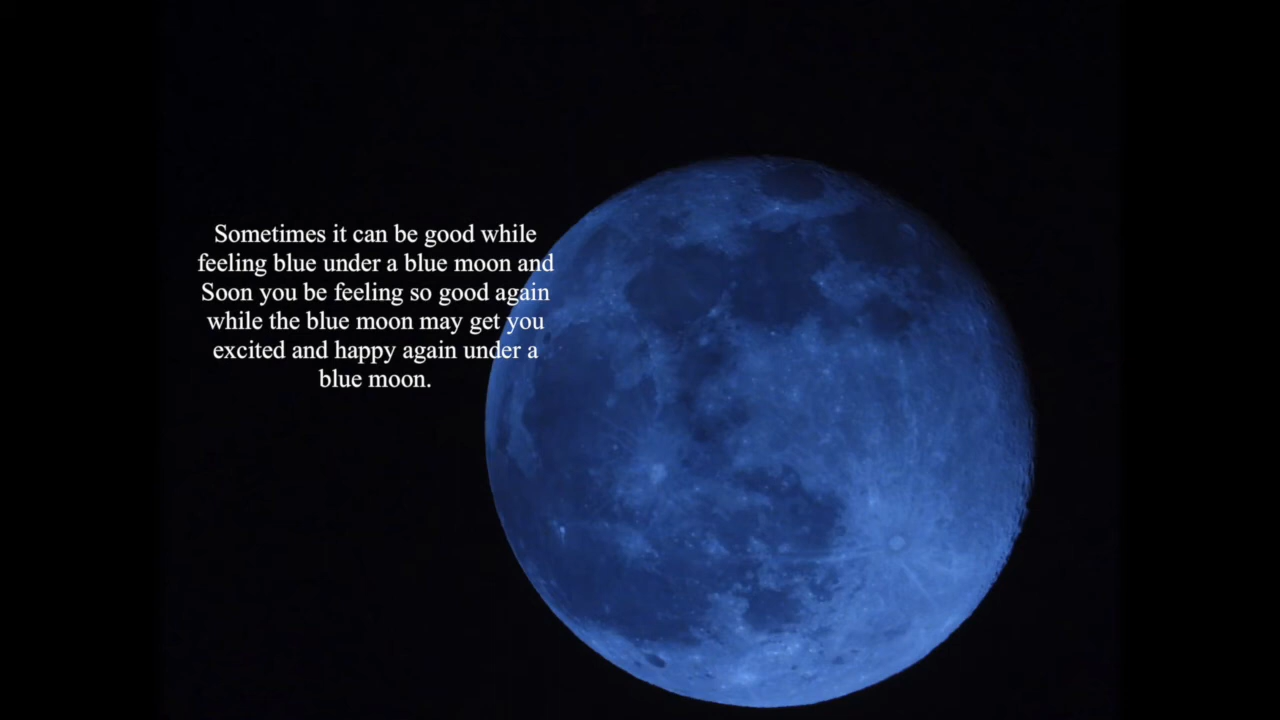 Sometimes it can be good while
feeling blue under a blue moon and
Soon you be feeling so good again
while the blue moon may get you
excited and happy again under a
blue moon.